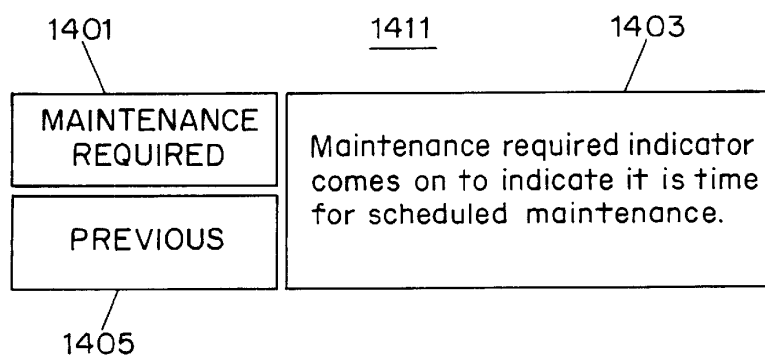 1401
1411
1403
MAINTENANCE
REQUIRED
Maintenance required indicator
comes on to indicate it is time
for scheduled maintenance.
PREVIOUS
1405